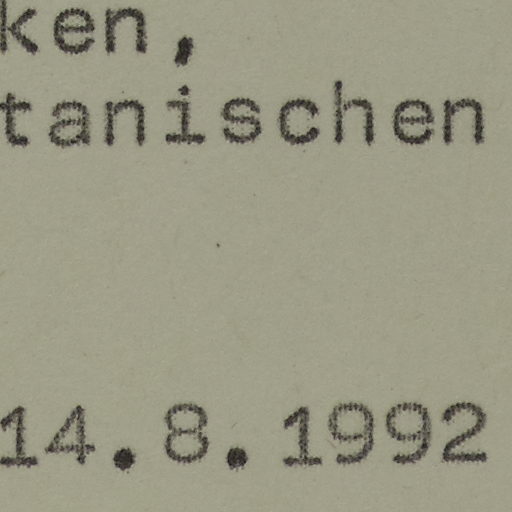 ken,
tanischen
14.8.1992